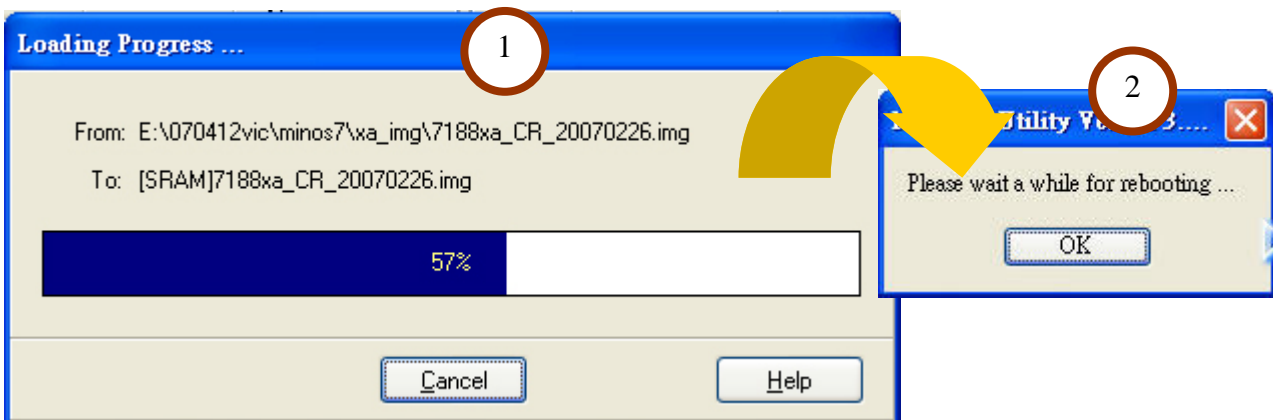 Loading Progress ...
1
From: E:\070412vic\minos7\xa_img\7188xa_CR_20070226.img
To: [SRAM]7188xa_CR_20070226.img
57%
Cancel
Help
2
Utility
Please wait a while for rebooting ...
OK